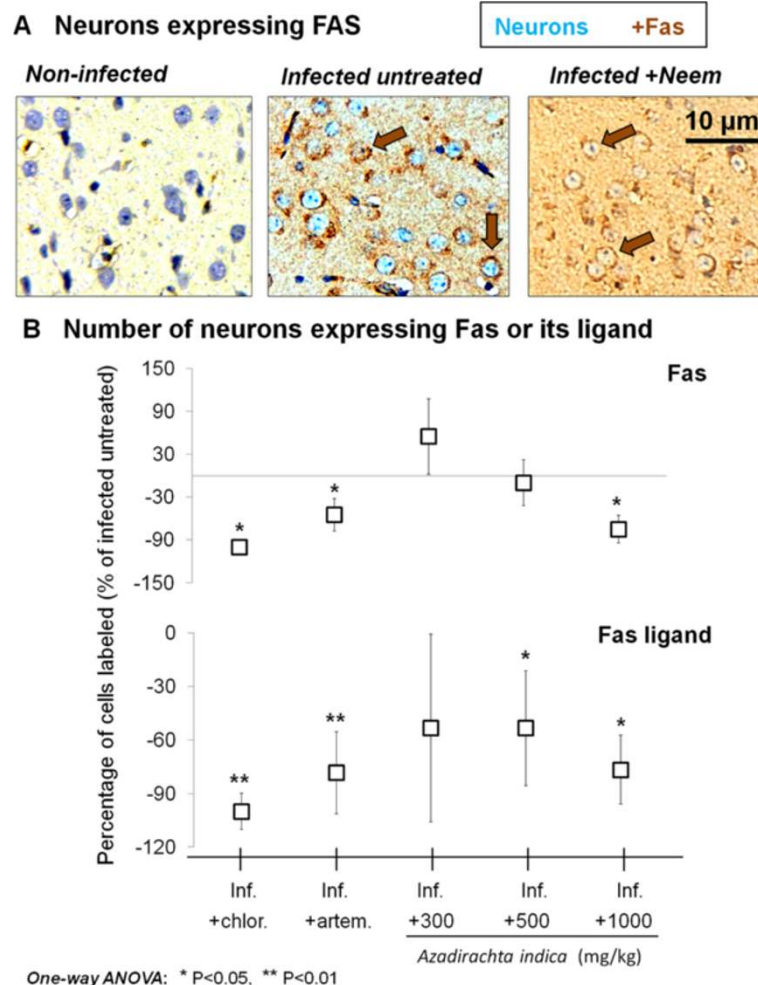 A Neurons expressing FAS
Neurons +Fas
Non-infected
Infected untreated
Infected +Neem
10 µm
B Number of neurons expressing Fas or its ligand
Percentage of cells labeled (% of infected untreated)
Fas
150
90
30
-30
-90
-150
*
*
*
Fas ligand
0
-30
-60
-90
-120
**
**
*
*
Inf. Inf. Inf. Inf. Inf.
+chlor. +artem. +300 +500 +1000
Azadirachta indica (mg/kg)
One-way ANOVA: * P<0.05, ** P<0.01